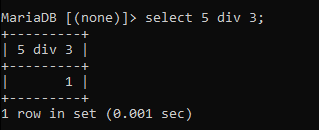 MariaDB [(none)]> select 5 div 3;
+---------+
| 5 div 3 |
+---------+
|       1 |
+---------+
1 row in set (0.001 sec)